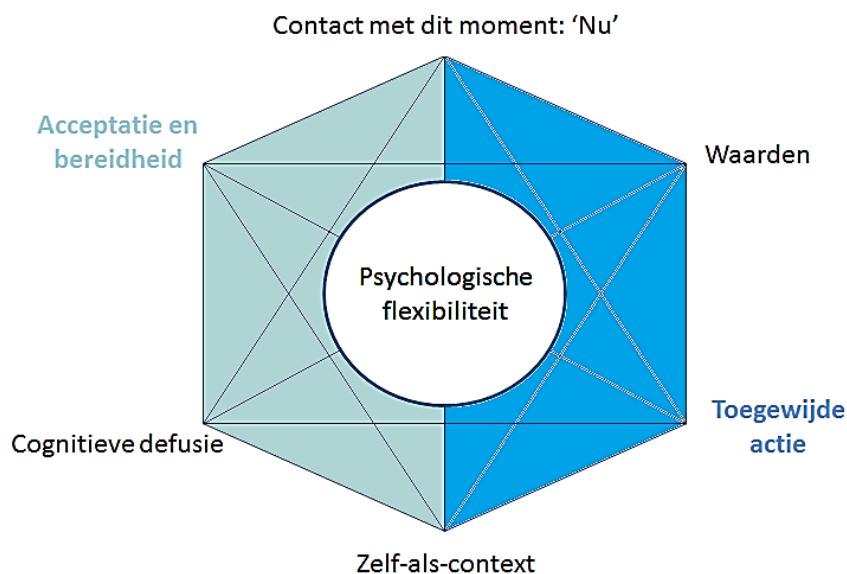 Contact met dit moment: ‘Nu’
Acceptatie en
bereidheid
Waarden
Psychologische
flexibiliteit
Toegewijde
actie
Cognitieve defusie
Zelf-als-context